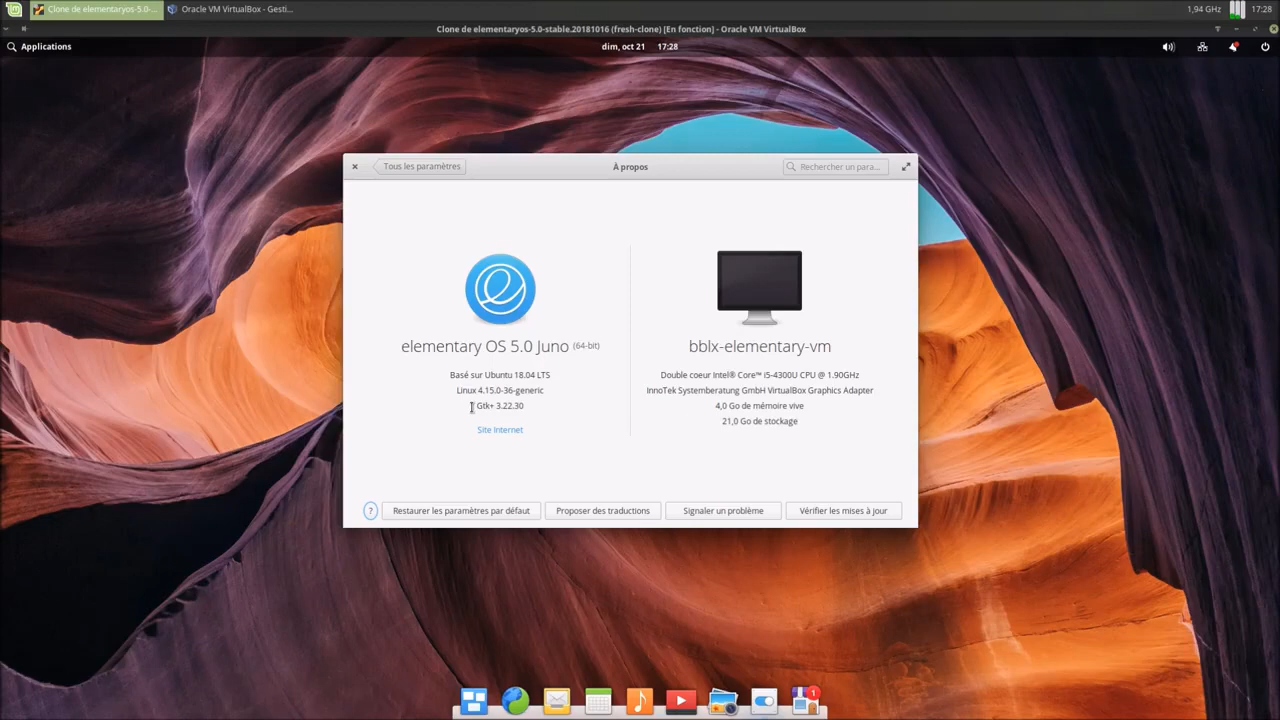 Clone de elementaryos-5.0-...
Oracle VM VirtualBox - Gesti...
1,94 GHz
17:28
Clone de elementaryos-5.0-stable.20181016 (fresh-clone) [En fonction] - Oracle VM VirtualBox
Applications
dim, oct 21 17:28
Tous les paramètres
À propos
Rechercher un para...
elementary OS 5.0 Juno (64-bit)
Basé sur Ubuntu 18.04 LTS
Linux 4.15.0-36-generic
Gtk+ 3.22.30
Site Internet
bblx-elementary-vm
Double coeur Intel® Core™ i5-4300U CPU @ 1.90GHz
InnoTek Systemberatung GmbH VirtualBox Graphics Adapter
4,0 Go de mémoire vive
21,0 Go de stockage
?
Restaurer les paramètres par défaut
Proposer des traductions
Signaler un problème
Vérifier les mises à jour
1